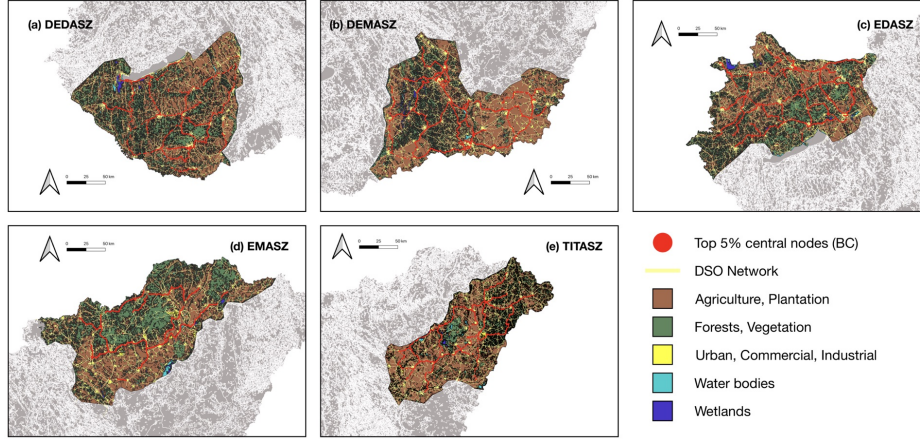 (a) DEDASZ
0 25 50 km
(b) DEMASZ
0 25 50 km
(c) EDASZ
0 25 50 km
(d) EMASZ
0 25 50 km
(e) TITASZ
0 25 50 km
Top 5% central nodes (BC)
DSO Network
Agriculture, Plantation
Forests, Vegetation
Urban, Commercial, Industrial
Water bodies
Wetlands